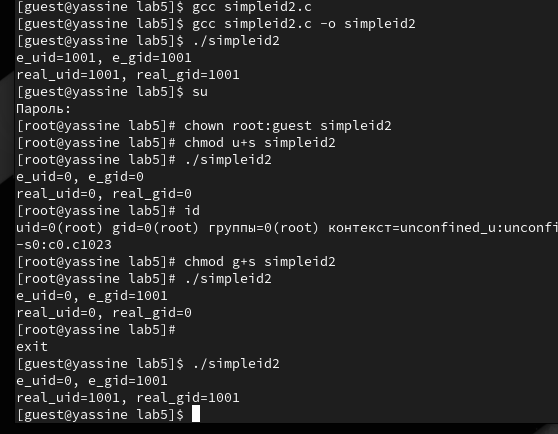 [guest@yassine lab5]$ gcc simpleid2.c
[guest@yassine lab5]$ gcc simpleid2.c -o simpleid2
[guest@yassine lab5]$ ./simpleid2
e_uid=1001, e_gid=1001
real_uid=1001, real_gid=1001
[guest@yassine lab5]$ su
Пароль:
[root@yassine lab5]# chown root:guest simpleid2
[root@yassine lab5]# chmod u+s simpleid2
[root@yassine lab5]# ./simpleid2
e_uid=0, e_gid=0
real_uid=0, real_gid=0
[root@yassine lab5]# id
uid=0(root) gid=0(root) группы=0(root) контекст=unconfined_u:unconfi
-s0:c0.c1023
[root@yassine lab5]# chmod g+s simpleid2
[root@yassine lab5]# ./simpleid2
e_uid=0, e_gid=1001
real_uid=0, real_gid=0
[root@yassine lab5]#
exit
[guest@yassine lab5]$ ./simpleid2
e_uid=0, e_gid=1001
real_uid=1001, real_gid=1001
[guest@yassine lab5]$